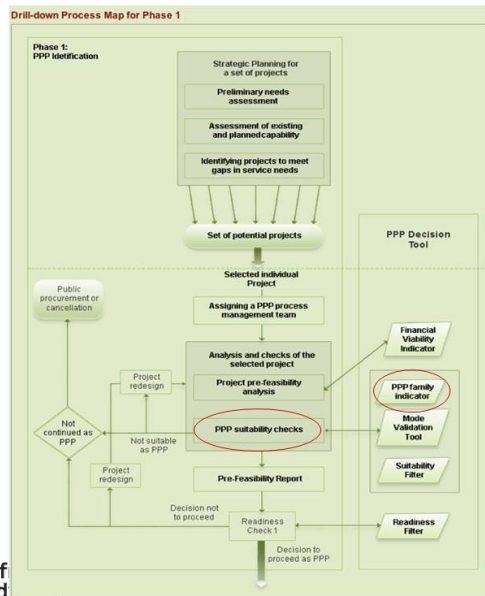 Drill-down Process Map for Phase 1
Phase 1:
PPP Idetification
Strategic Planning for
a set of projects
Preliminary needs
assessment
Assessment of existing
and planned capability
Identifying projects to meet
gaps in service needs
Set of potential projects
PPP Decision
Tool
Selected individual
Project
Public
procurement or
cancellation
Assigning a PPP process
management team
Financial
Viability
Indicator
Analysis and checks of the
selected project
Project
redesign
Project pre-feasibility
analysis
PPP family
indicator
Not
continued as
PPP
PPP suitability checks
Mode
Validation
Tool
Not suitable
as PPP
Project
redesign
Pre-Feasibility Report
Suitability
Filter
Decision not
to proceed
Readiness
Check 1
Readiness
Filter
Decision to
proceed as PPP